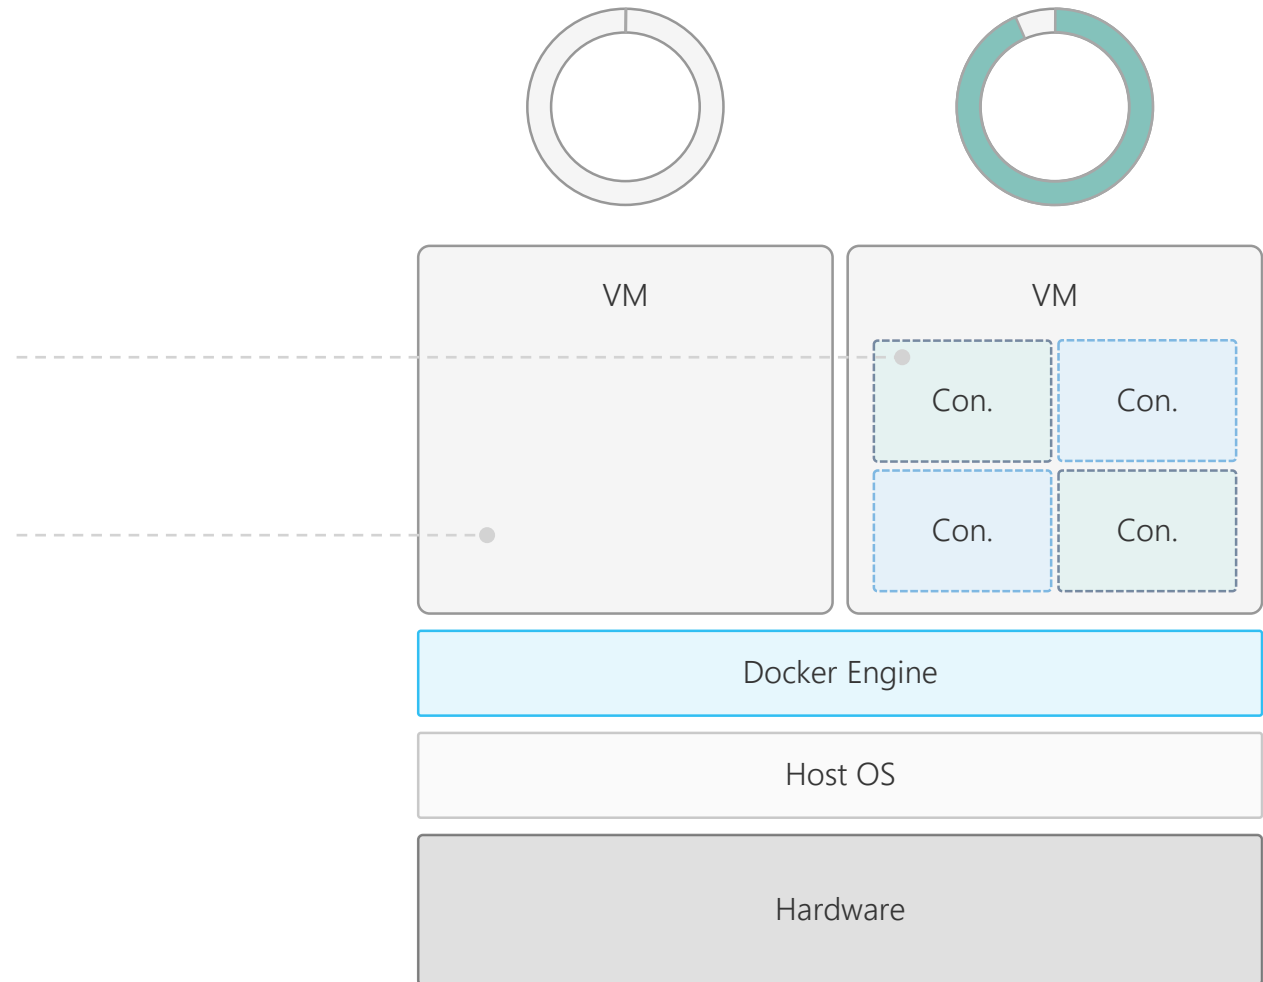 VM
VM
Con.
Con.
Con.
Con.
Docker Engine
Host OS
Hardware